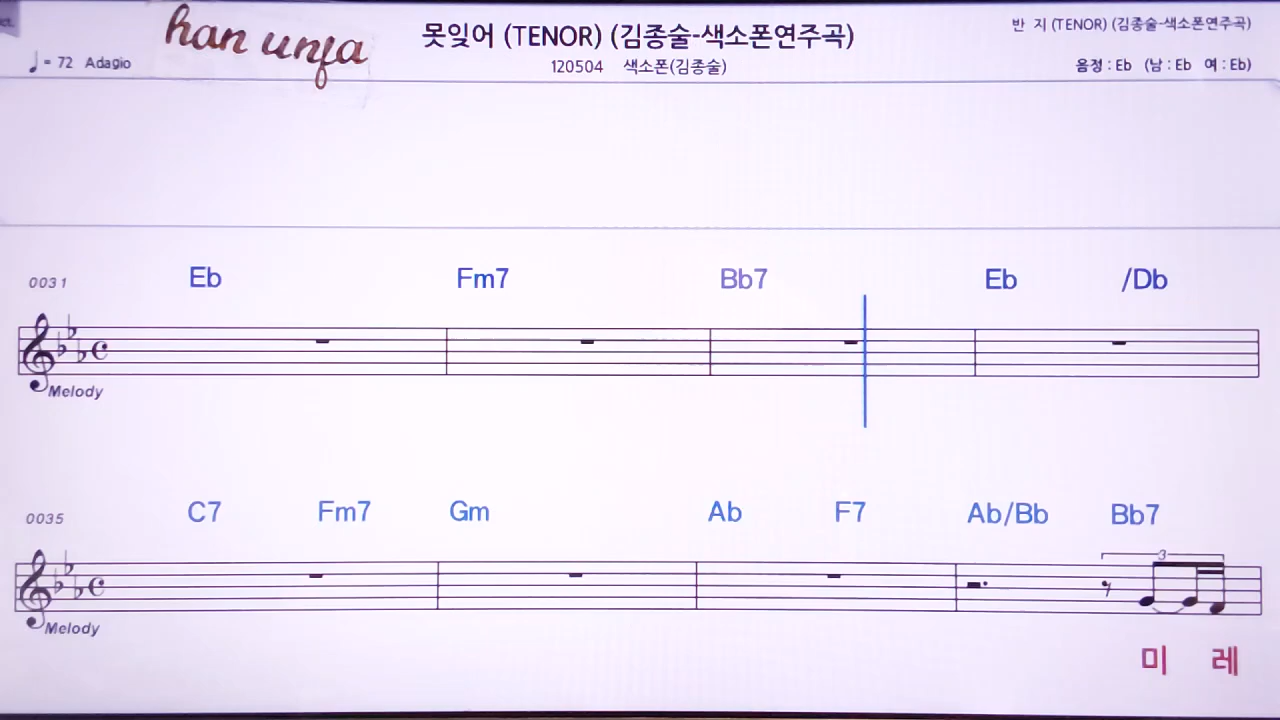 han unfa
못잊어 (TENOR) (김종술-색소폰연주곡)
반 지 (TENOR) (김종술-색소폰연주곡)
= 72 Adagio
120504 색소폰(김종술)
음정 : Eb (남 : Eb 여 : Eb)
0031 Eb Fm7 Bb7 Eb /Db
Melody
0035 C7 Fm7 Gm Ab F7 Ab/Bb Bb7
3
Melody
미 레